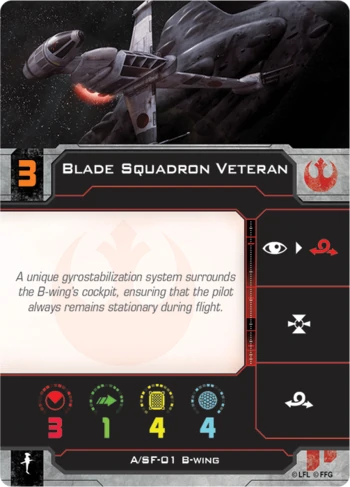 3 Blade Squadron Veteran
A unique gyrostabilization system surrounds
the B-wing's cockpit, ensuring that the pilot
always remains stationary during flight.
3 1 4 4
A/SF-01 B-wing
© LFL © FFG